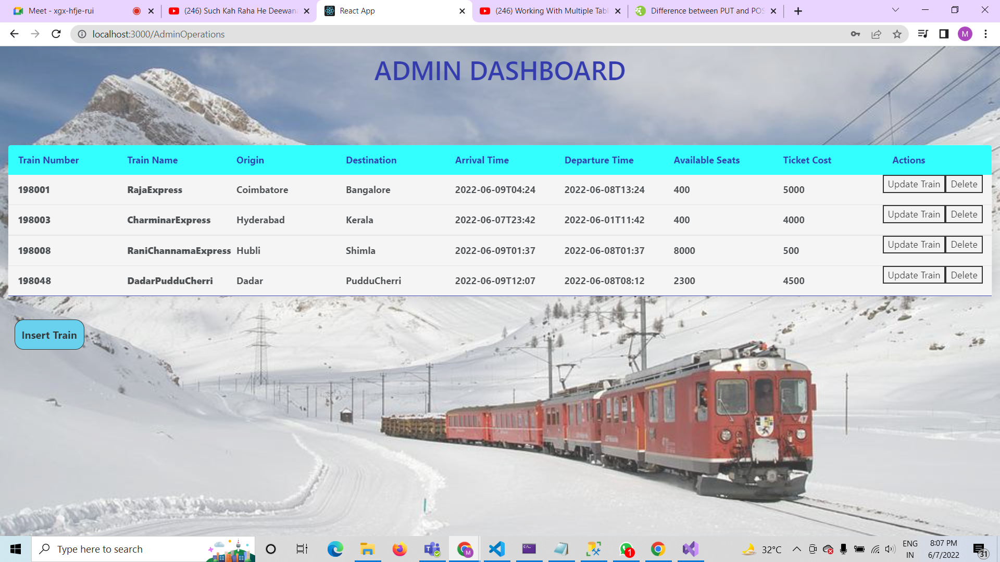 Meet - xgx-hfje-rui
(246) Such Kah Raha He Deewana
React App
(246) Working With Multiple Tabl
Difference between PUT and POS
localhost:3000/AdminOperations
M
ADMIN DASHBOARD
Train Number Train Name Origin Destination Arrival Time Departure Time Available Seats Ticket Cost Actions
198001 RajaExpress Coimbatore Bangalore 2022-06-09T04:24 2022-06-08T13:24 400 5000 Update Train Delete
198003 CharminarExpress Hyderabad Kerala 2022-06-07T23:42 2022-06-01T11:42 400 4000 Update Train Delete
198008 RaniChannamaExpress Hubli Shimla 2022-06-09T01:37 2022-06-08T01:37 8000 500 Update Train Delete
198048 DadarPudduCherri Dadar PudduCherri 2022-06-09T12:07 2022-06-08T08:12 2300 4500 Update Train Delete
Insert Train
47
Type here to search
M
1
32°C
ENG
IN
8:07 PM
6/7/2022
31